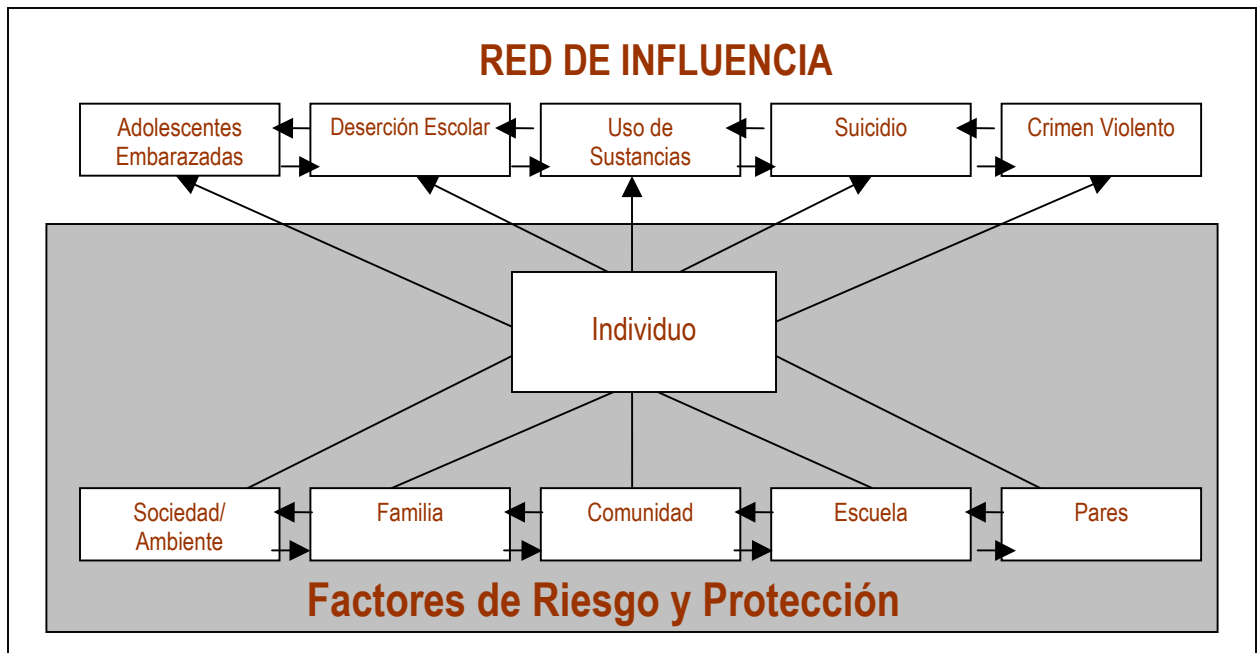 RED DE INFLUENCIA
Adolescentes
Embarazadas
Deserción Escolar
Uso de
Sustancias
Suicidio
Crimen Violento
Individuo
Sociedad/
Ambiente
Familia
Comunidad
Escuela
Pares
Factores de Riesgo y Protección